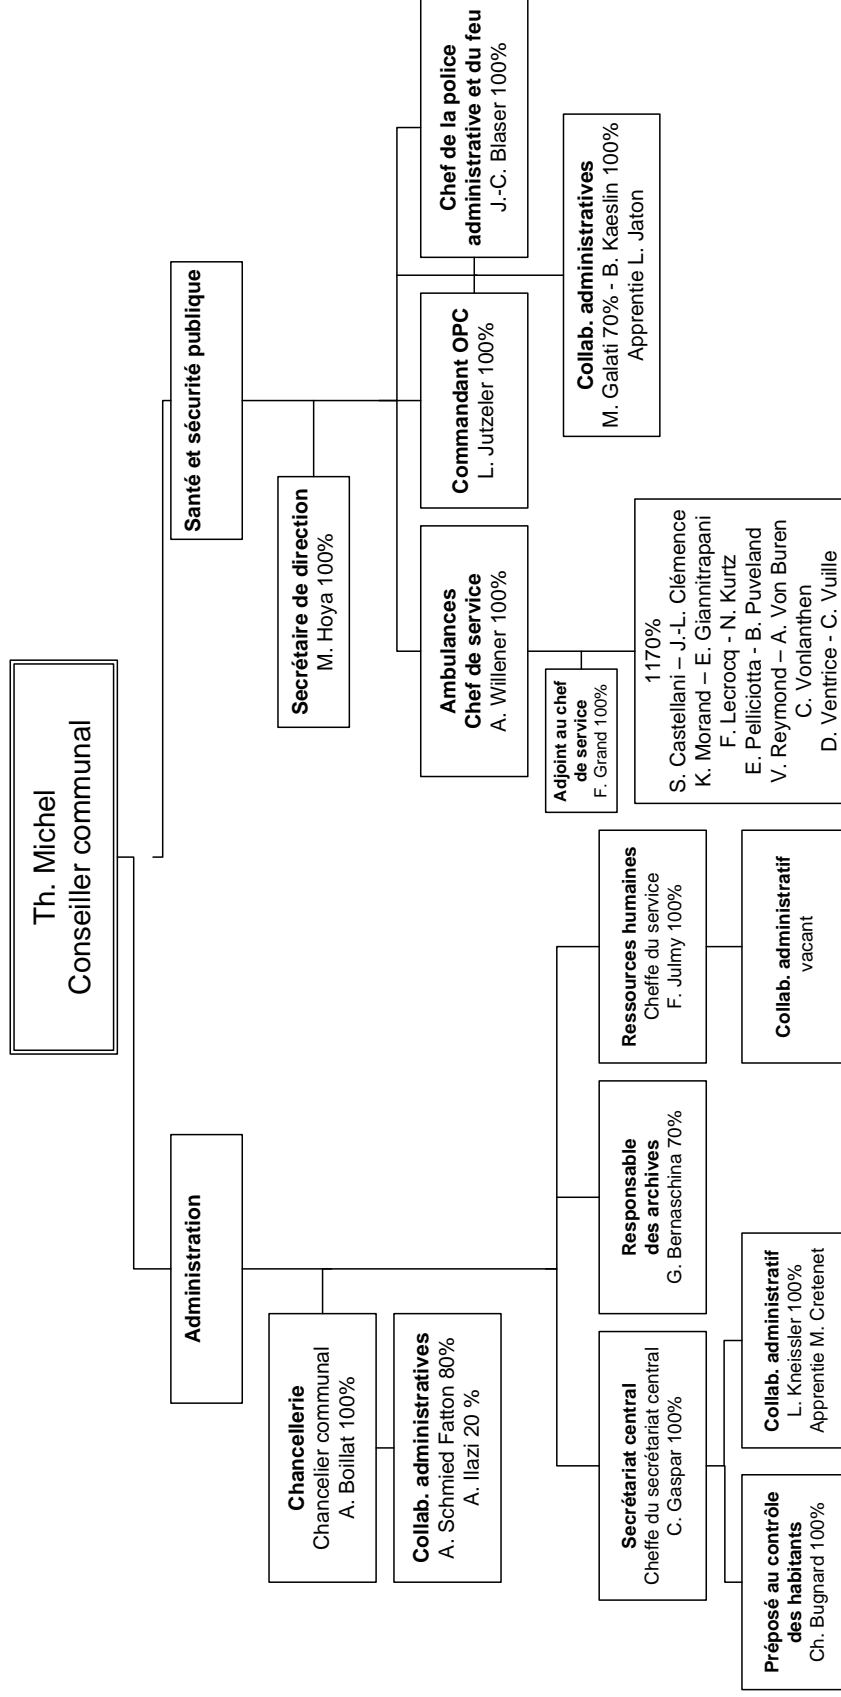 Th. Michel
Conseiller communal
Administration
Santé et sécurité publique
Chancellerie
Chancelier communal
A. Boillat 100%
Collab. administratives
A. Schmied Fatton 80%
A. Ilazi 20 %
Secrétariat central
Cheffe du secrétariat central
C. Gaspar 100%
Responsable
des archives
G. Bernaschina 70%
Ressources humaines
Cheffe du service
F. Julmy 100%
Préposé au contrôle
des habitants
Ch. Bugnard 100%
Collab. administratif
L. Kneissler 100%
Apprentie M. Cretenet
Collab. administratif
vacant
Secrétaire de direction
M. Hoya 100%
Ambulances
Chef de service
A. Willener 100%
Commandant OPC
L. Jutzeler 100%
Chef de la police
administrative et du feu
J.-C. Blaser 100%
Adjoint au chef
de service
F. Grand 100%
Collab. administratives
M. Galati 70% - B. Kaeslin 100%
Apprentie L. Jaton
1170%
S. Castellani – J.-L. Clémence
K. Morand – E. Giannitrapani
F. Lecrocq - N. Kurtz
E. Pelliciotta - B. Puveland
V. Reymond – A. Von Buren
C. Vonlanthen
D. Ventrice - C. Vuille